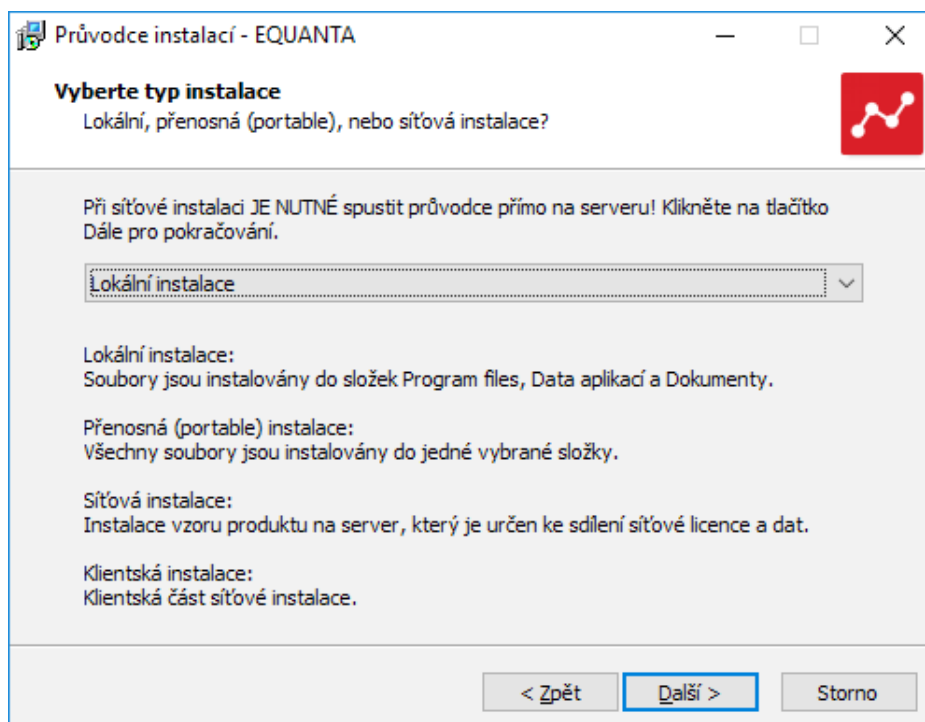 Průvodce instalací - EQUANTA
Vyberte typ instalace
Lokální, přenosná (portable), nebo síťová instalace?
Při síťové instalaci JE NUTNÉ spustit průvodce přímo na serveru! Klikněte na tlačítko
Dále pro pokračování.
Lokální instalace
Lokální instalace:
Soubory jsou instalovány do složek Program files, Data aplikací a Dokumenty.
Přenosná (portable) instalace:
Všechny soubory jsou instalovány do jedné vybrané složky.
Síťová instalace:
Instalace vzoru produktu na server, který je určen ke sdílení síťové licence a dat.
Klientská instalace:
Klientská část síťové instalace.
< Zpět Další > Storno